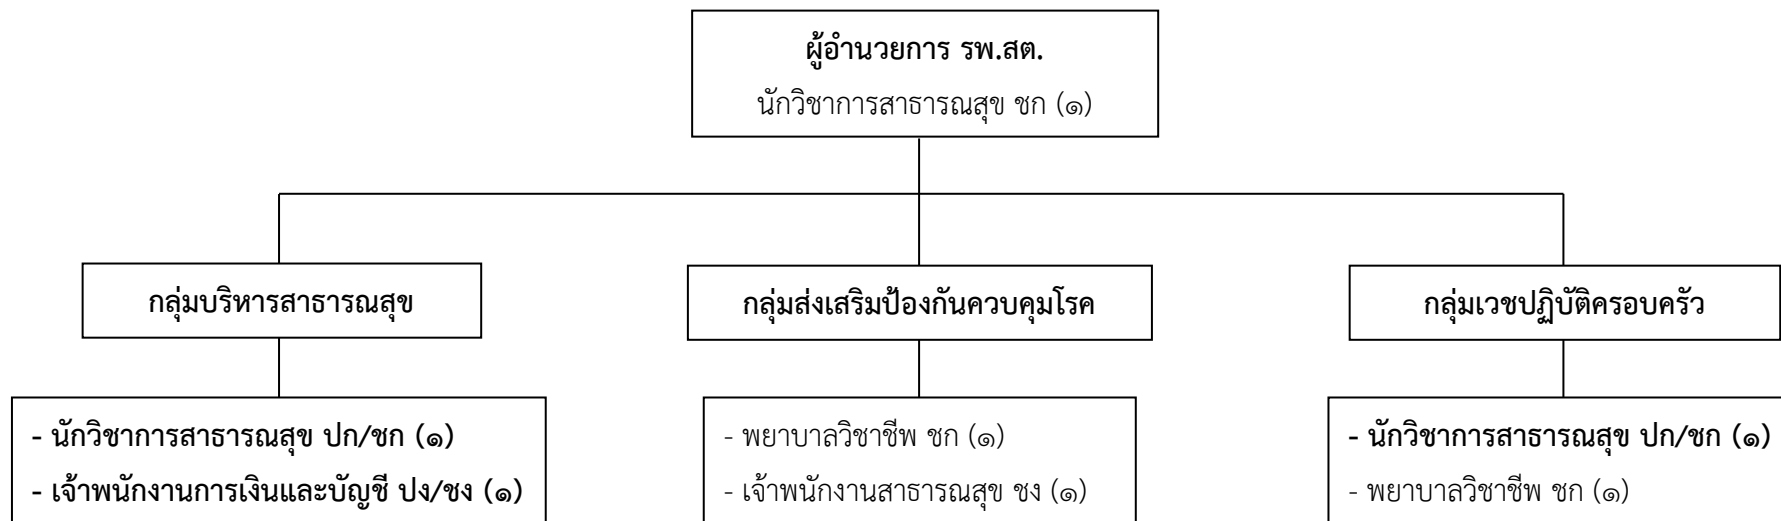 ผู้อำนวยการ รพ.สต.
นักวิชาการสาธารณสุข ชก (๑)
กลุ่มบริหารสาธารณสุข
กลุ่มส่งเสริมป้องกันควบคุมโรค
กลุ่มเวชปฏิบัติครอบครัว
- นักวิชาการสาธารณสุข ปก/ชก (๑)
- เจ้าพนักงานการเงินและบัญชี ปง/ชง (๑)
- พยาบาลวิชาชีพ ชก (๑)
- เจ้าพนักงานสาธารณสุข ชง (๑)
- นักวิชาการสาธารณสุข ปก/ชก (๑)
- พยาบาลวิชาชีพ ชก (๑)